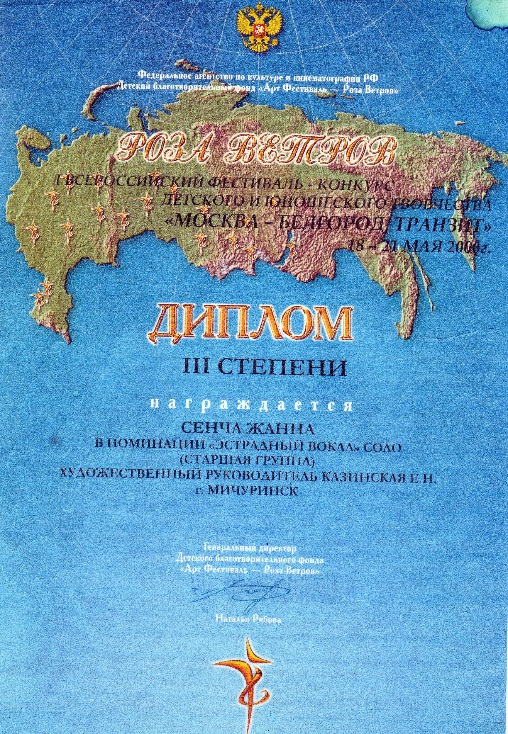 Федеральное агентство по культуре и кинематографии РФ
Детский благотворительный фонд «Арт Фестиваль — Роза Ветров»
РОЗА ВЕТРОВ
I ВСЕРОССИЙСКИЙ ФЕСТИВАЛЬ - КОНКУРС
ДЕТСКОГО И ЮНОШЕСКОГО ТВОРЧЕСТВА
«МОСКВА – БЕЛГОРОД ТРАНЗИТ»
18 – 21 МАЯ
ДИПЛОМ
III СТЕПЕНИ
награждается
СЕНЧА ЖАННА
В НОМИНАЦИИ «ЭСТРАДНЫЙ ВОКАЛ» СОЛО
(СТАРШАЯ ГРУППА)
ХУДОЖЕСТВЕННЫЙ РУКОВОДИТЕЛЬ КАЗИНСКАЯ Е.Н.
г. МИЧУРИНСК
Генеральный директор
Детского благотворительного фонда
«Арт Фестиваль — Роза Ветров»
Наталья Рябова